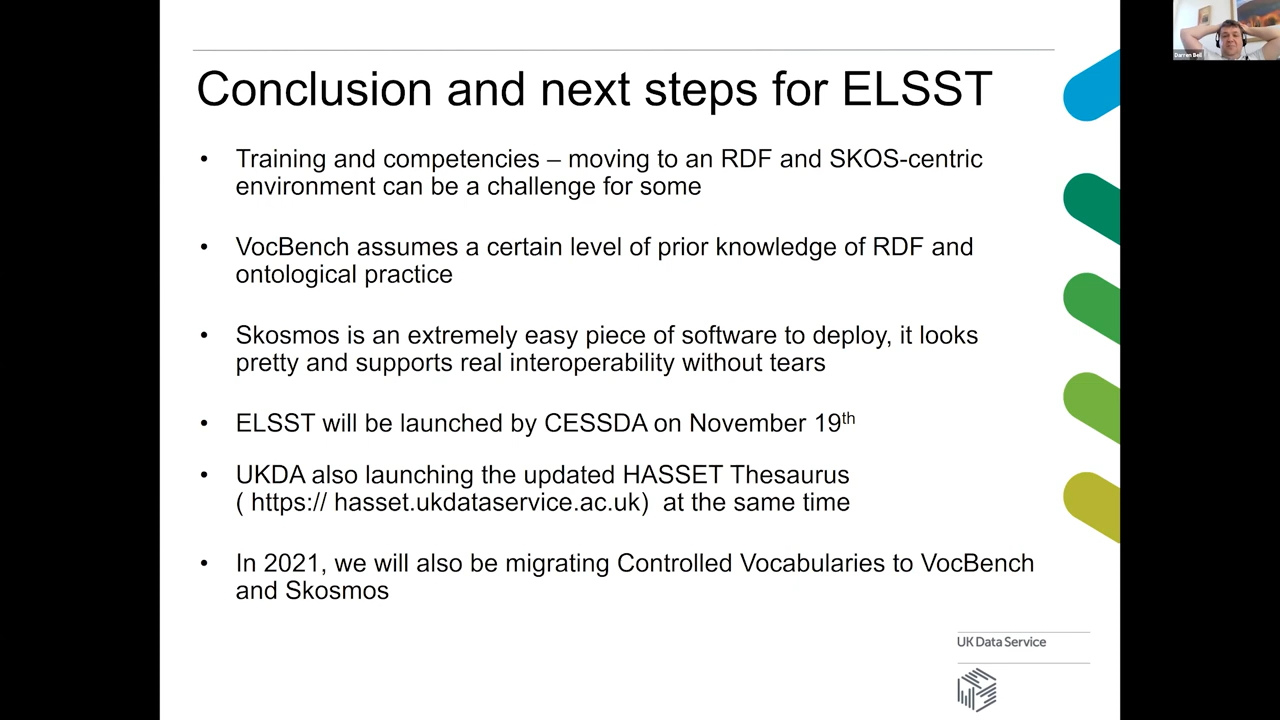 Conclusion and next steps for ELSST
• Training and competencies – moving to an RDF and SKOS-centric
environment can be a challenge for some
• VocBench assumes a certain level of prior knowledge of RDF and
ontological practice
• Skosmos is an extremely easy piece of software to deploy, it looks
pretty and supports real interoperability without tears
• ELSST will be launched by CESSDA on November 19th
• UKDA also launching the updated HASSET Thesaurus
( https:// hasset.ukdataservice.ac.uk)  at the same time
• In 2021, we will also be migrating Controlled Vocabularies to VocBench
and Skosmos
UK Data Service
Darren Bell